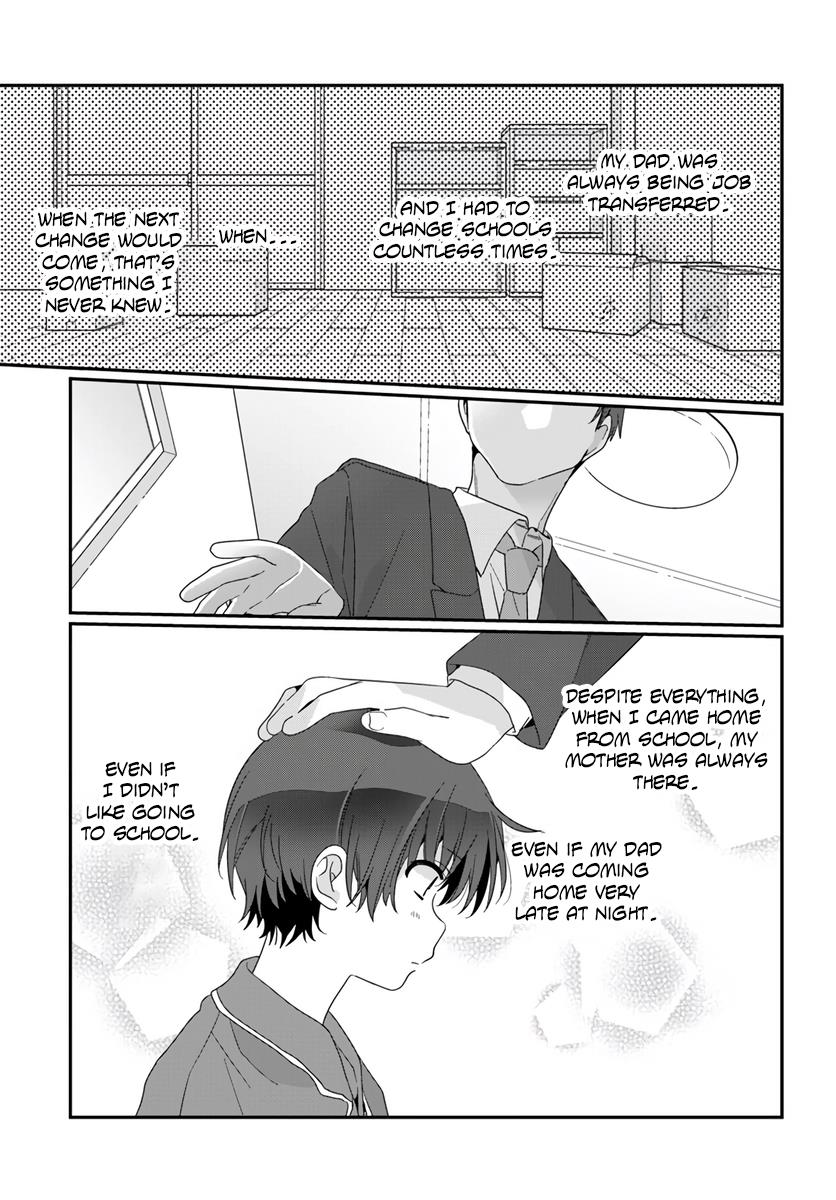 MY DAD WAS
ALWAYS BEING JOB
TRANSFERRED.
AND I HAD TO
CHANGE SCHOOLS
COUNTLESS TIMES.
WHEN...
WHEN THE NEXT
CHANGE WOULD
COME, THAT'S
SOMETHING I
NEVER KNEW.
DESPITE EVERYTHING,
WHEN I CAME HOME
FROM SCHOOL, MY
MOTHER WAS ALWAYS
THERE.
EVEN IF MY DAD
WAS COMING
HOME VERY
LATE AT NIGHT.
EVEN IF
I DIDN'T
LIKE GOING
TO SCHOOL.